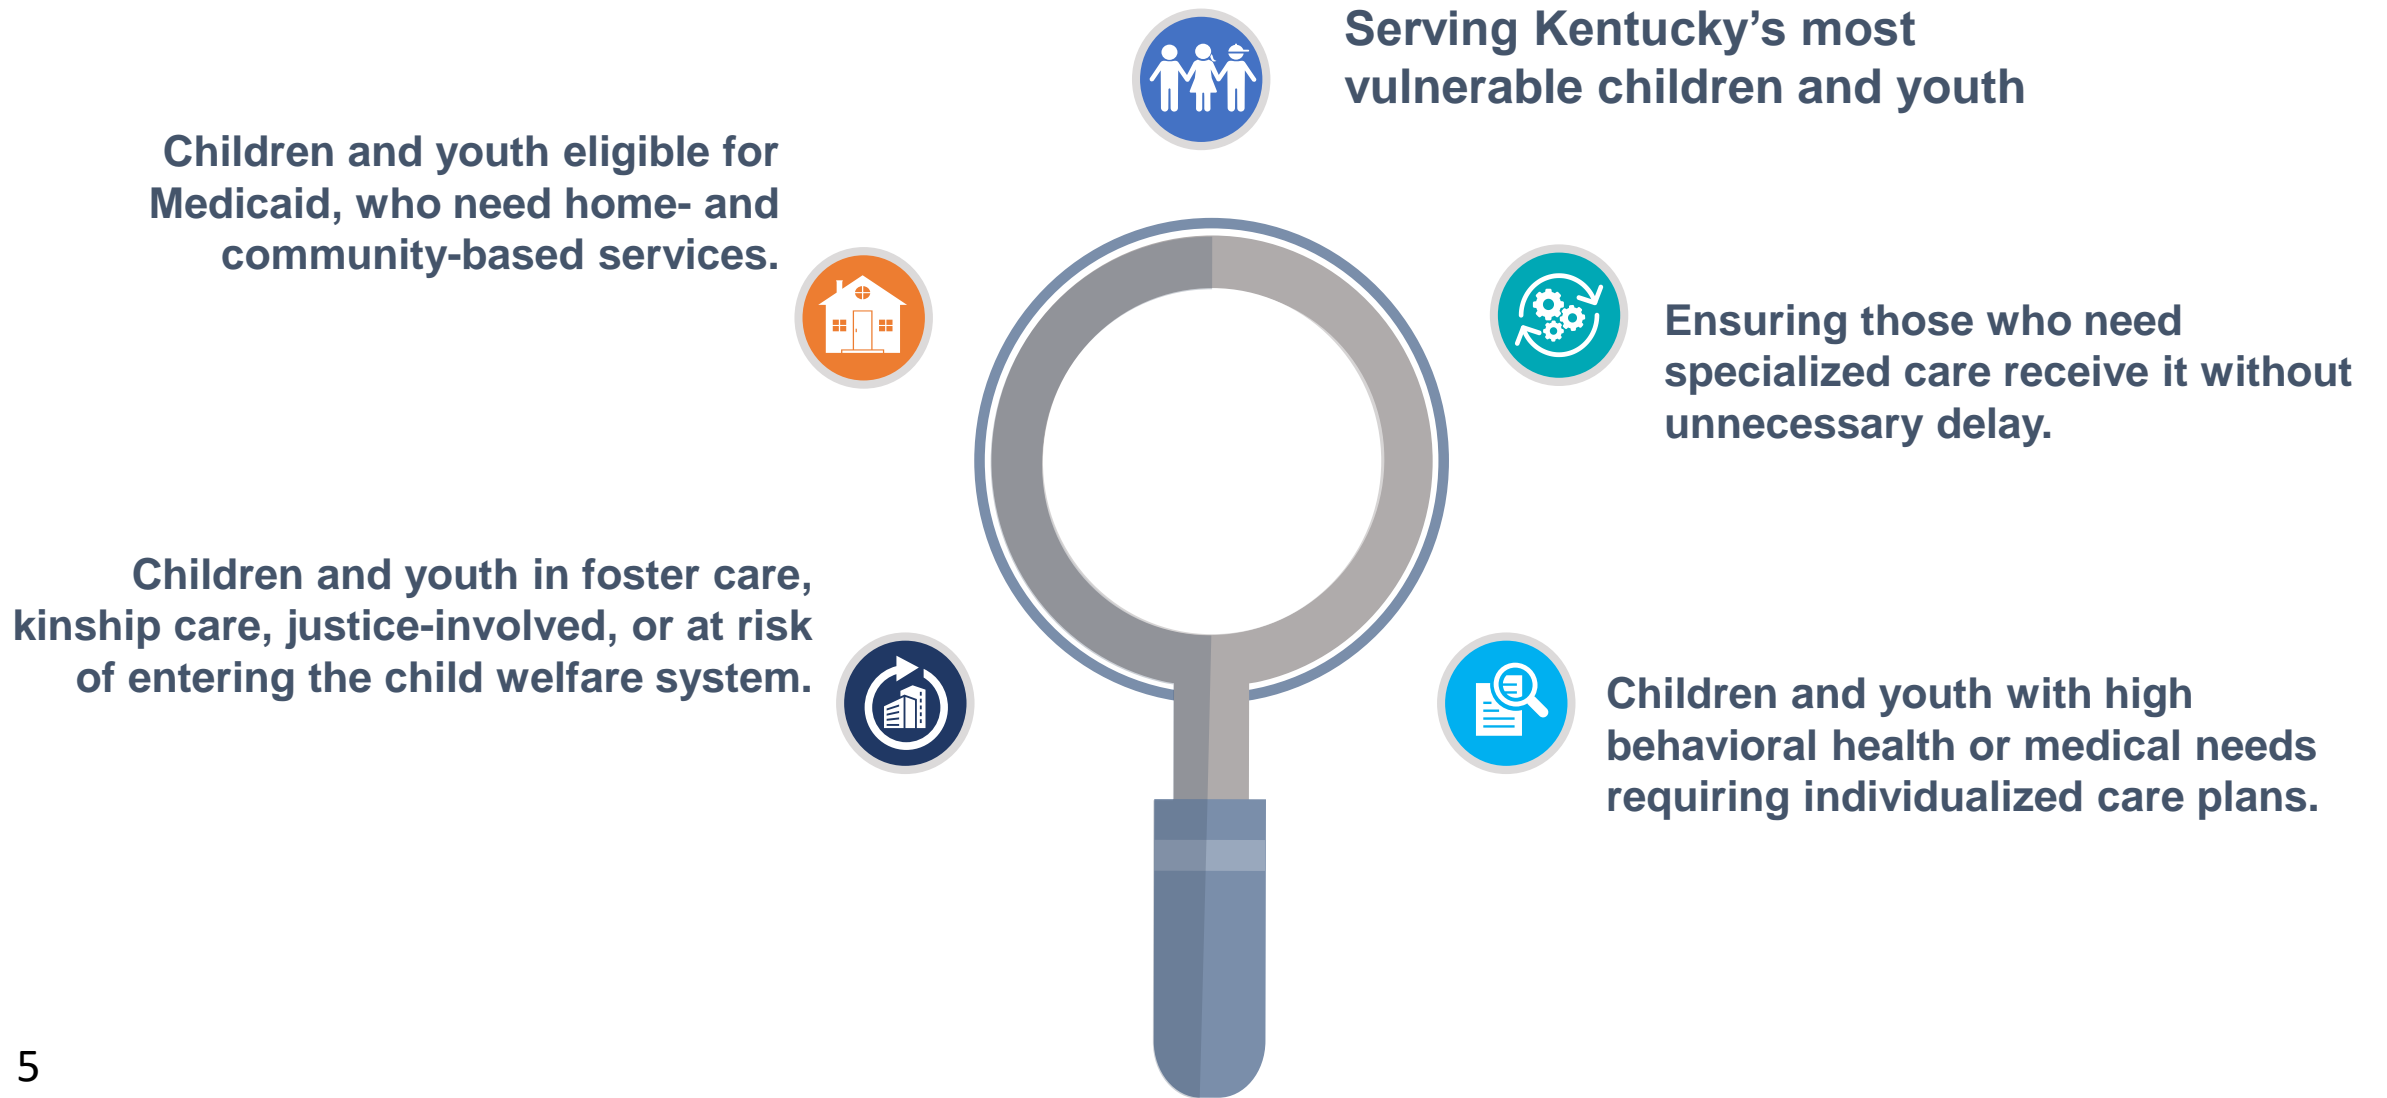 Serving Kentucky’s most
vulnerable children and youth
Children and youth eligible for
Medicaid, who need home- and
community-based services.
Ensuring those who need
specialized care receive it without
unnecessary delay.
Children and youth in foster care,
kinship care, justice-involved, or at risk
of entering the child welfare system.
Children and youth with high
behavioral health or medical needs
requiring individualized care plans.
5